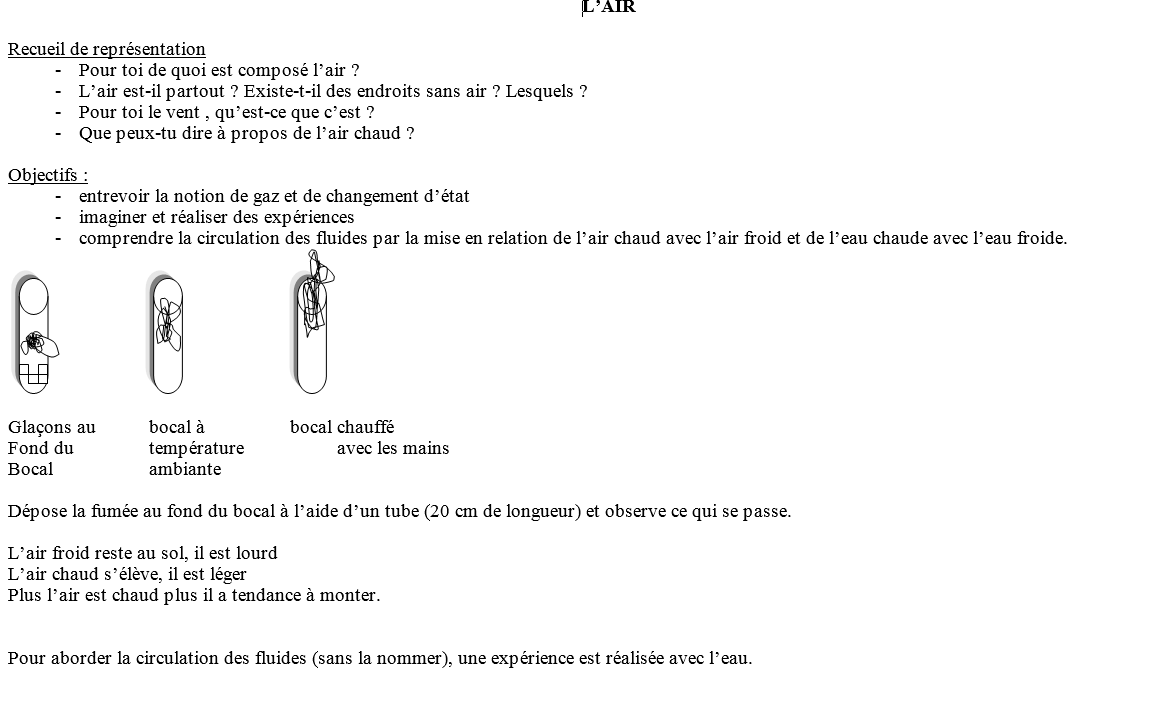 L’AIR
Recueil de représentation
- Pour toi de quoi est composé l’air ?
- L’air est-il partout ? Existe-t-il des endroits sans air ? Lesquels ?
- Pour toi le vent , qu’est-ce que c’est ?
- Que peux-tu dire à propos de l’air chaud ?
Objectifs :
- entrevoir la notion de gaz et de changement d’état
- imaginer et réaliser des expériences
- comprendre la circulation des fluides par la mise en relation de l’air chaud avec l’air froid et de l’eau chaude avec l’eau froide.
Glaçons au bocal à bocal chauffé
Fond du température avec les mains
Bocal ambiante
Dépose la fumée au fond du bocal à l’aide d’un tube (20 cm de longueur) et observe ce qui se passe.
L’air froid reste au sol, il est lourd
L’air chaud s’élève, il est léger
Plus l’air est chaud plus il a tendance à monter.
Pour aborder la circulation des fluides (sans la nommer), une expérience est réalisée avec l’eau.